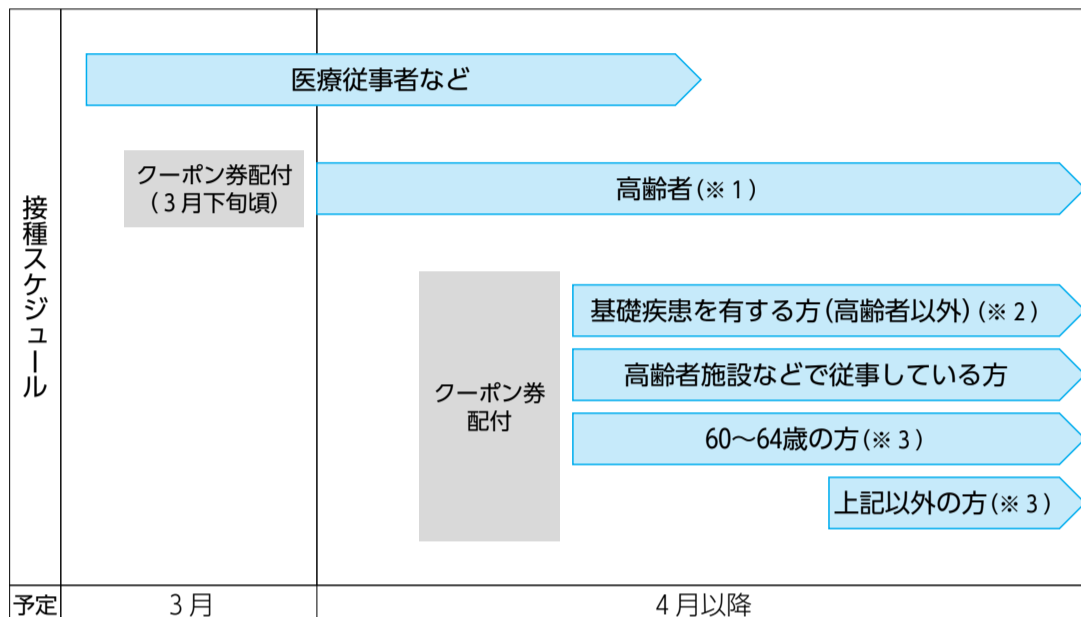 接種スケジュール
医療従事者など
クーポン券配付
(3月下旬頃)
高齢者(※1)
クーポン券
配付
基礎疾患を有する方(高齢者以外)(※2)
高齢者施設などで従事している方
60~64歳の方(※3)
上記以外の方(※3)
予定
3月
4月以降